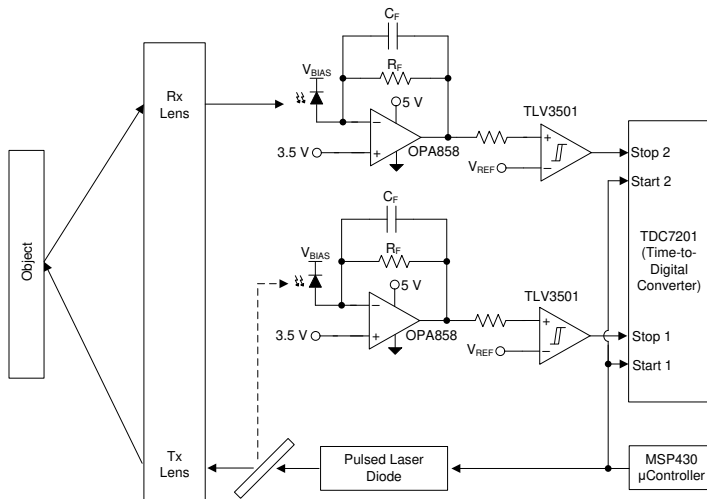 C_F
R_F
V_BIAS
5 V
TLV3501
Rx
Lens
3.5 V
OPA858
V_REF
−
+
+
−
Stop 2
Start 2
TDC7201
(Time-to-
Digital
Converter)
Object
C_F
R_F
V_BIAS
5 V
TLV3501
3.5 V
OPA858
V_REF
−
+
+
−
Stop 1
Start 1
Tx
Lens
Pulsed Laser
Diode
MSP430
µController